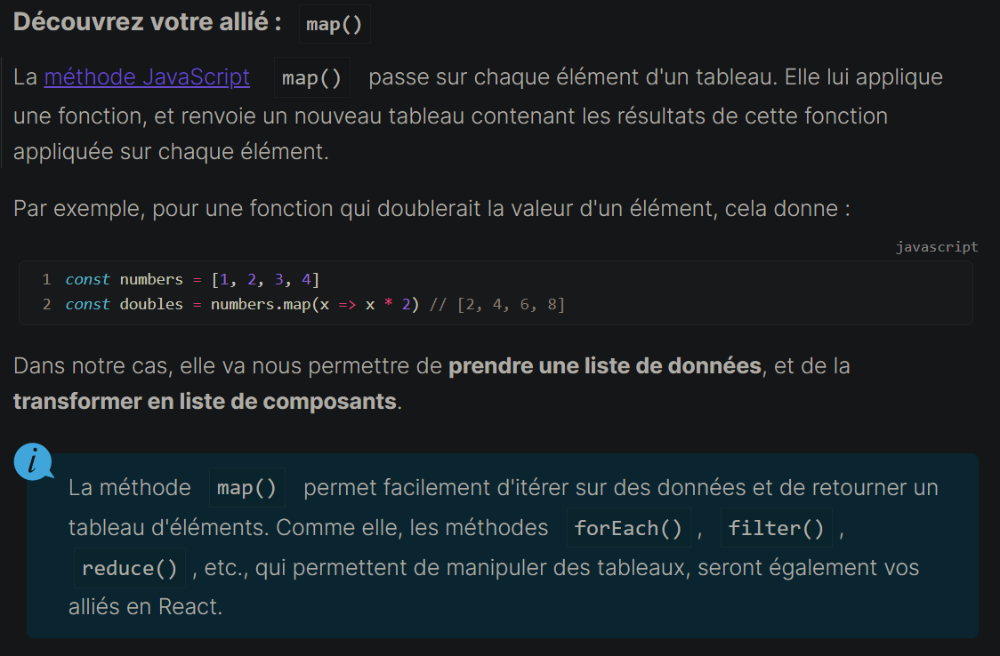 Découvrez votre allié : map()
La méthode JavaScript map() passe sur chaque élément d'un tableau. Elle lui applique
une fonction, et renvoie un nouveau tableau contenant les résultats de cette fonction
appliquée sur chaque élément.
Par exemple, pour une fonction qui doublerait la valeur d'un élément, cela donne :
javascript
1 const numbers = [1, 2, 3, 4]
2 const doubles = numbers.map(x => x * 2) // [2, 4, 6, 8]
Dans notre cas, elle va nous permettre de prendre une liste de données, et de la
transformer en liste de composants.
i
La méthode map() permet facilement d'itérer sur des données et de retourner un
tableau d'éléments. Comme elle, les méthodes forEach() , filter() ,
reduce() , etc., qui permettent de manipuler des tableaux, seront également vos
alliés en React.